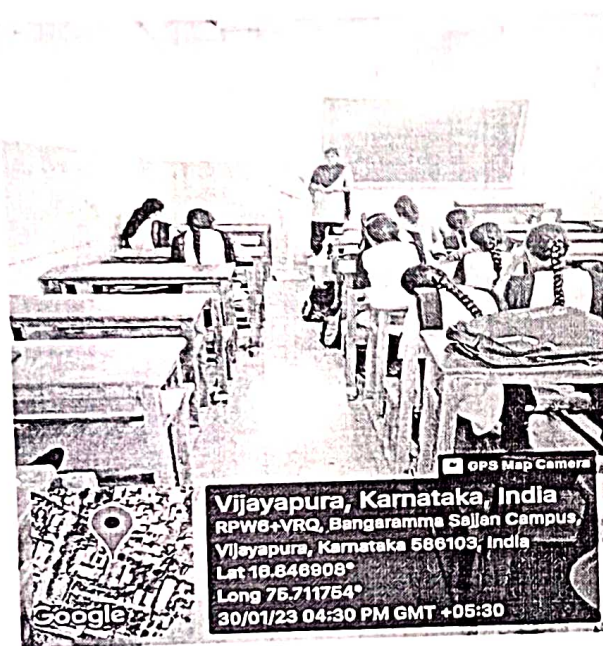 GPS Map Camera
Vijayapura, Karnataka, India
RPW6+VRQ, Bangaramma Sajjan Campus,
Vijayapura, Karnataka 586103, India
Lat 16.846908°
Long 75.711754°
30/01/23 04:30 PM GMT +05:30
Google